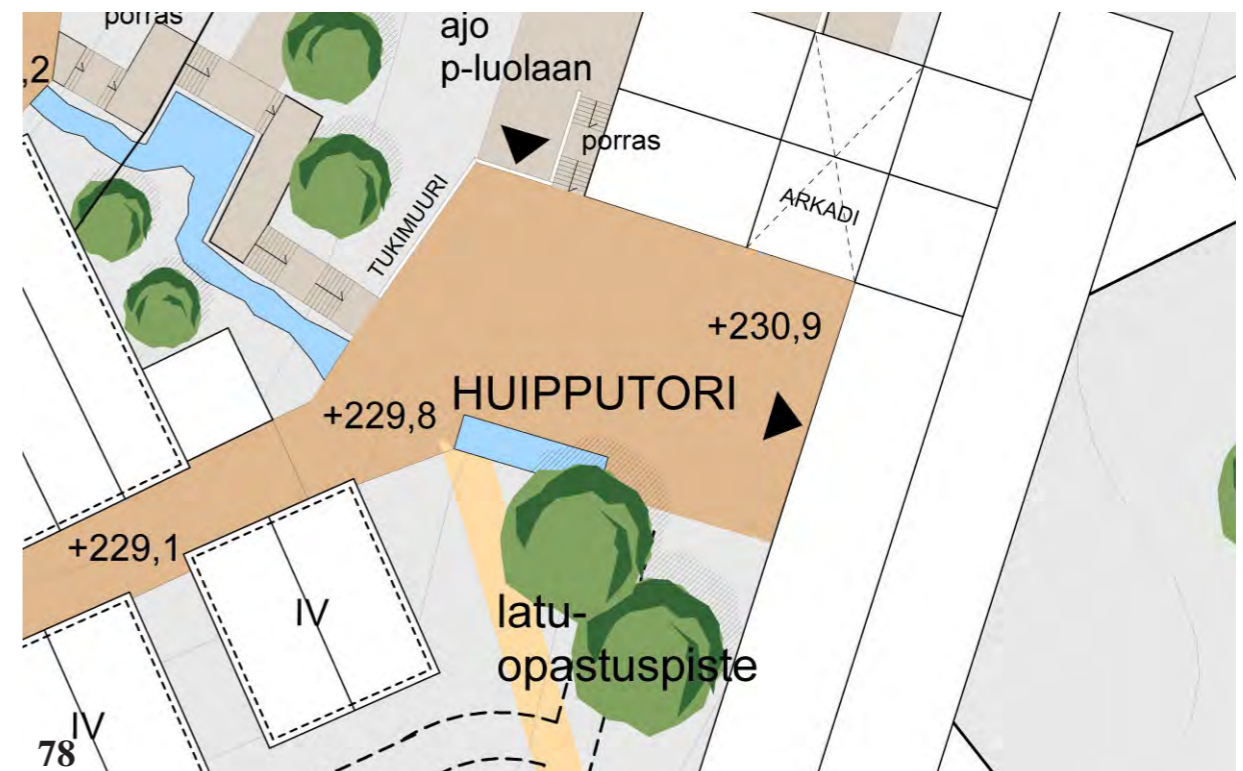 porras
ajo
p-luolaan
,2
porras
TUKIMUURI
ARKADI
+230,9
HUIPPUTORI
+229,8
+229,1
IV
latu-
opastuspiste
IV
78